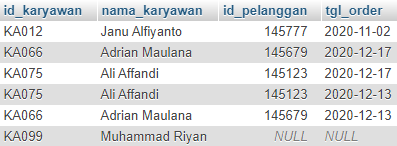 id_karyawan nama_karyawan id_pelanggan tgl_order
KA012 Janu Alfiyanto 145777 2020-11-02
KA066 Adrian Maulana 145679 2020-12-17
KA075 Ali Affandi 145123 2020-12-17
KA075 Ali Affandi 145123 2020-12-13
KA066 Adrian Maulana 145679 2020-12-13
KA099 Muhammad Riyan NULL NULL